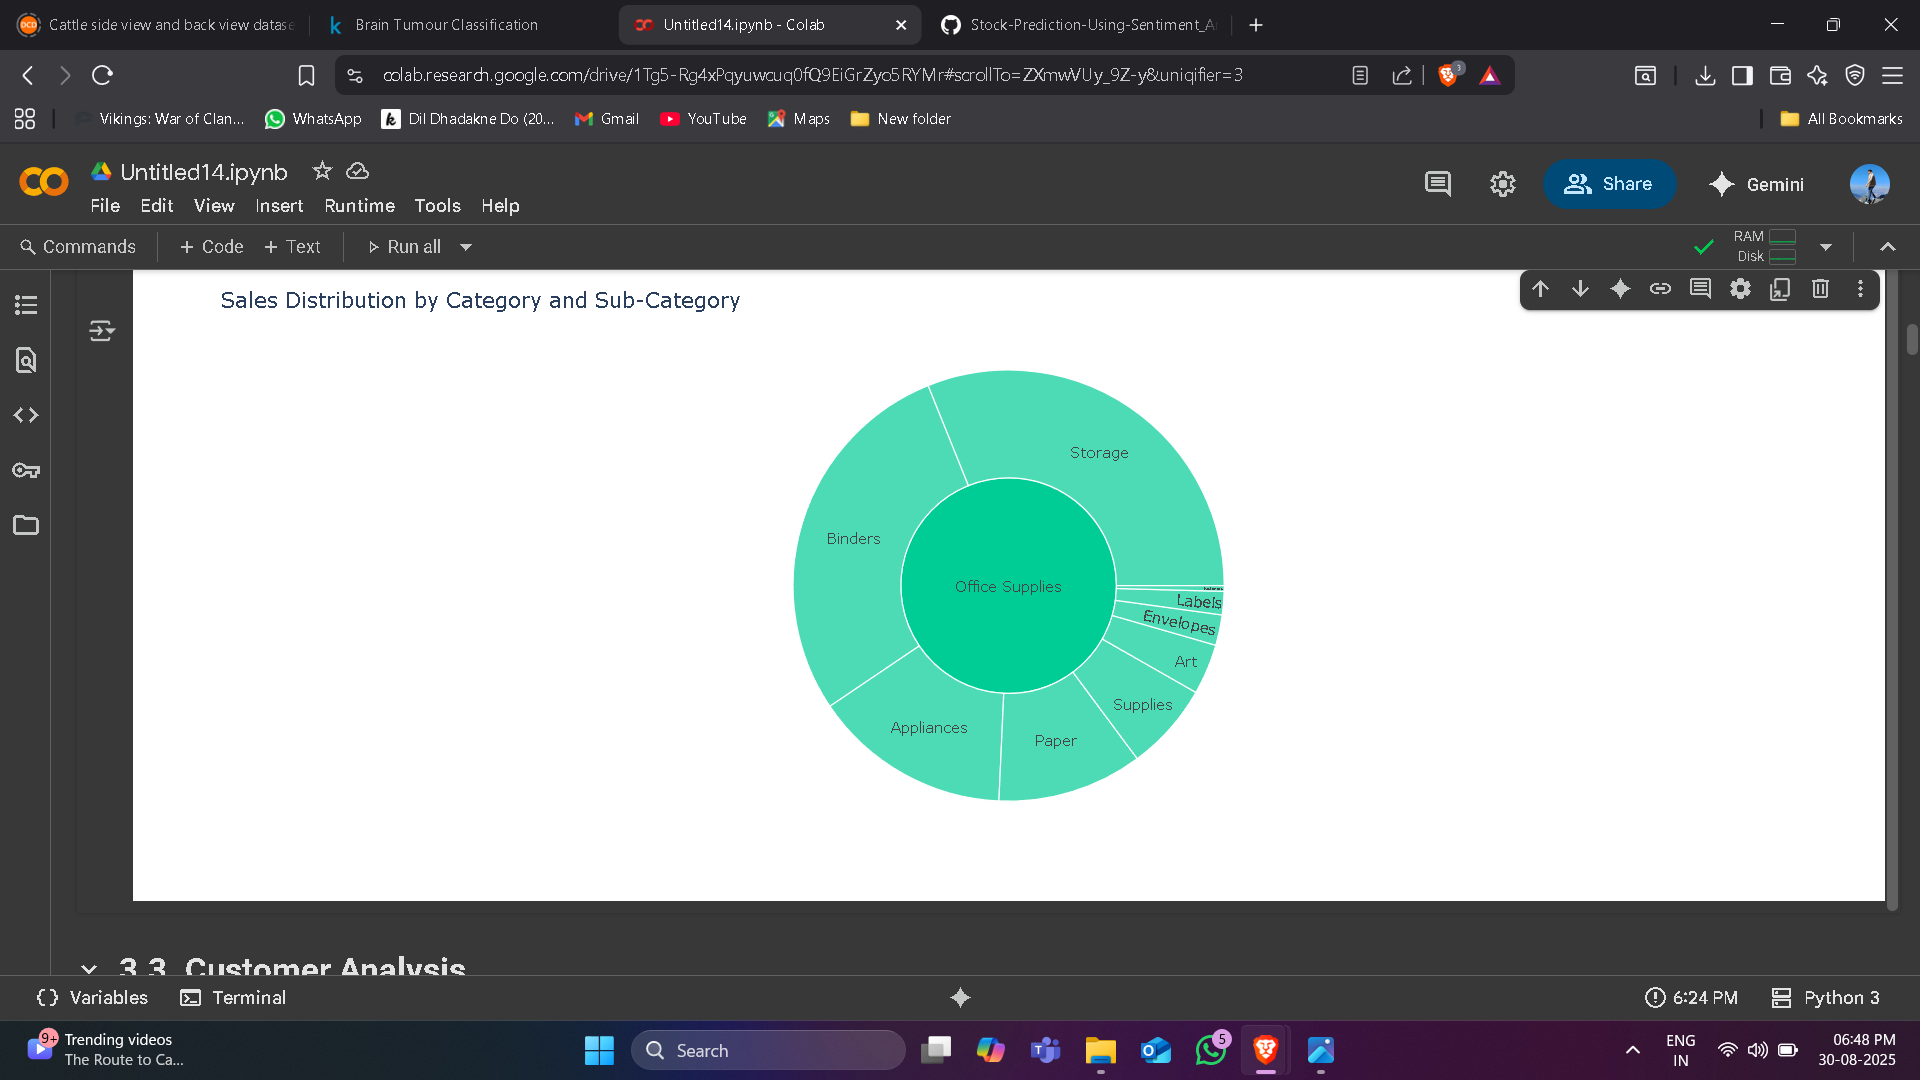 Cattle side view and back view datase
Brain Tumour Classification
Untitled14.ipynb - Colab
Stock-Prediction-Using-Sentiment_A
colab.research.google.com/drive/1Tg5-Rg4xPqyuwcuq0fQ9EiGrZyo5RYMr#scrollTo=ZXmwVUy_9Z-y&uniqifier=3
3
Vikings: War of Clan...
WhatsApp
Dil Dhadakne Do (20...
Gmail
YouTube
Maps
New folder
All Bookmarks
Untitled14.ipynb
File Edit View Insert Runtime Tools Help
Share
Gemini
Commands
+ Code + Text
Run all
RAM
Disk
Sales Distribution by Category and Sub-Category
Storage
Binders
Office Supplies
Labels
Envelopes
Art
Supplies
Appliances
Paper
3.3. Customer Analysis
Variables
Terminal
6:24 PM
Python 3
9+
Trending videos
The Route to Ca...
Search
5
ENG
IN
06:48 PM
30-08-2025